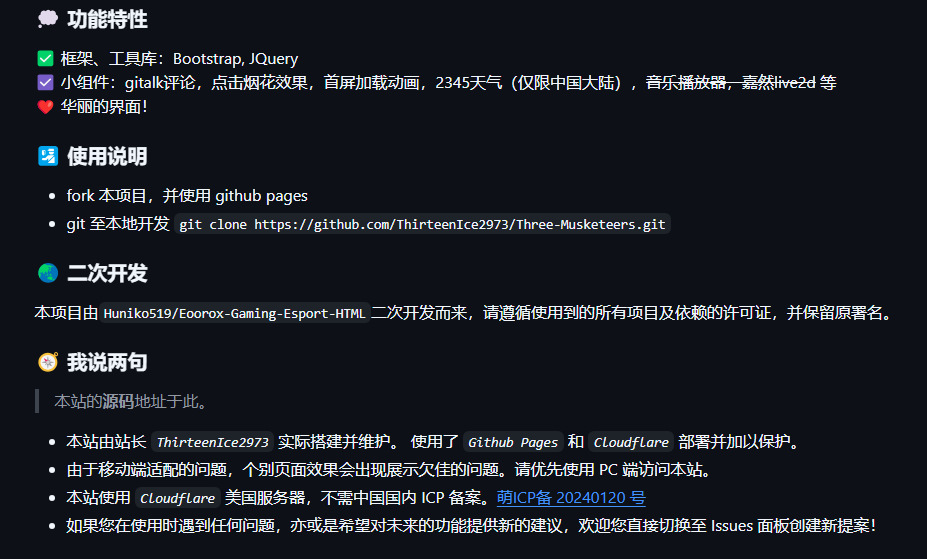 功能特性
框架、工具库：Bootstrap, JQuery
小组件：gitalk评论，点击烟花效果，首屏加载动画，2345天气（仅限中国大陆），音乐播放器，嘉然live2d 等
华丽的界面！
使用说明
fork 本项目，并使用 github pages
git 至本地开发 git clone https://github.com/ThirteenIce2973/Three-Musketeers.git
二次开发
本项目由 Huniko519/Eoorox-Gaming-Esport-HTML 二次开发而来，请遵循使用到的所有项目及依赖的许可证，并保留原署名。
我说两句
本站的源码地址于此。
本站由站长 ThirteenIce2973 实际搭建并维护。 使用了 Github Pages 和 Cloudflare 部署并加以保护。
由于移动端适配的问题，个别页面效果会出现展示欠佳的问题。请优先使用 PC 端访问本站。
本站使用 Cloudflare 美国服务器，不需中国国内 ICP 备案。萌ICP备 20240120 号
如果您在使用时遇到任何问题，亦或是希望对未来的功能提供新的建议，欢迎您直接切换至 Issues 面板创建新提案！